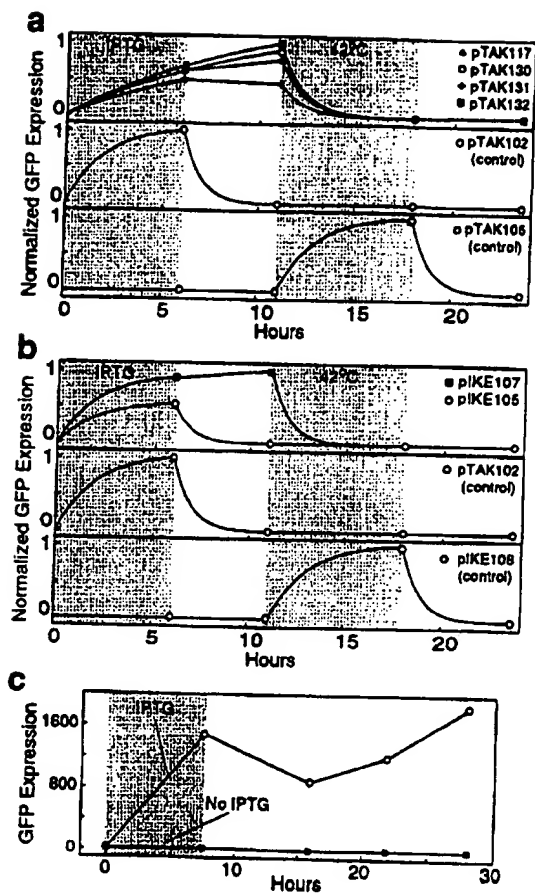 a
IPTG
42°C
pTAK117
pTAK130
pTAK131
pTAK132
pTAK102
(control)
pTAK105
(control)
Normalized GFP Expression
1
0
1
0
1
0
0 5 10 15 20
Hours
b
IPTG
42°C
pIKE107
pIKE105
pTAK102
(control)
pIKE108
(control)
Normalized GFP Expression
1
0
1
0
1
0
0 5 10 15 20
Hours
c
IPTG
No IPTG
GFP Expression
1600
800
0
0 10 20 30
Hours